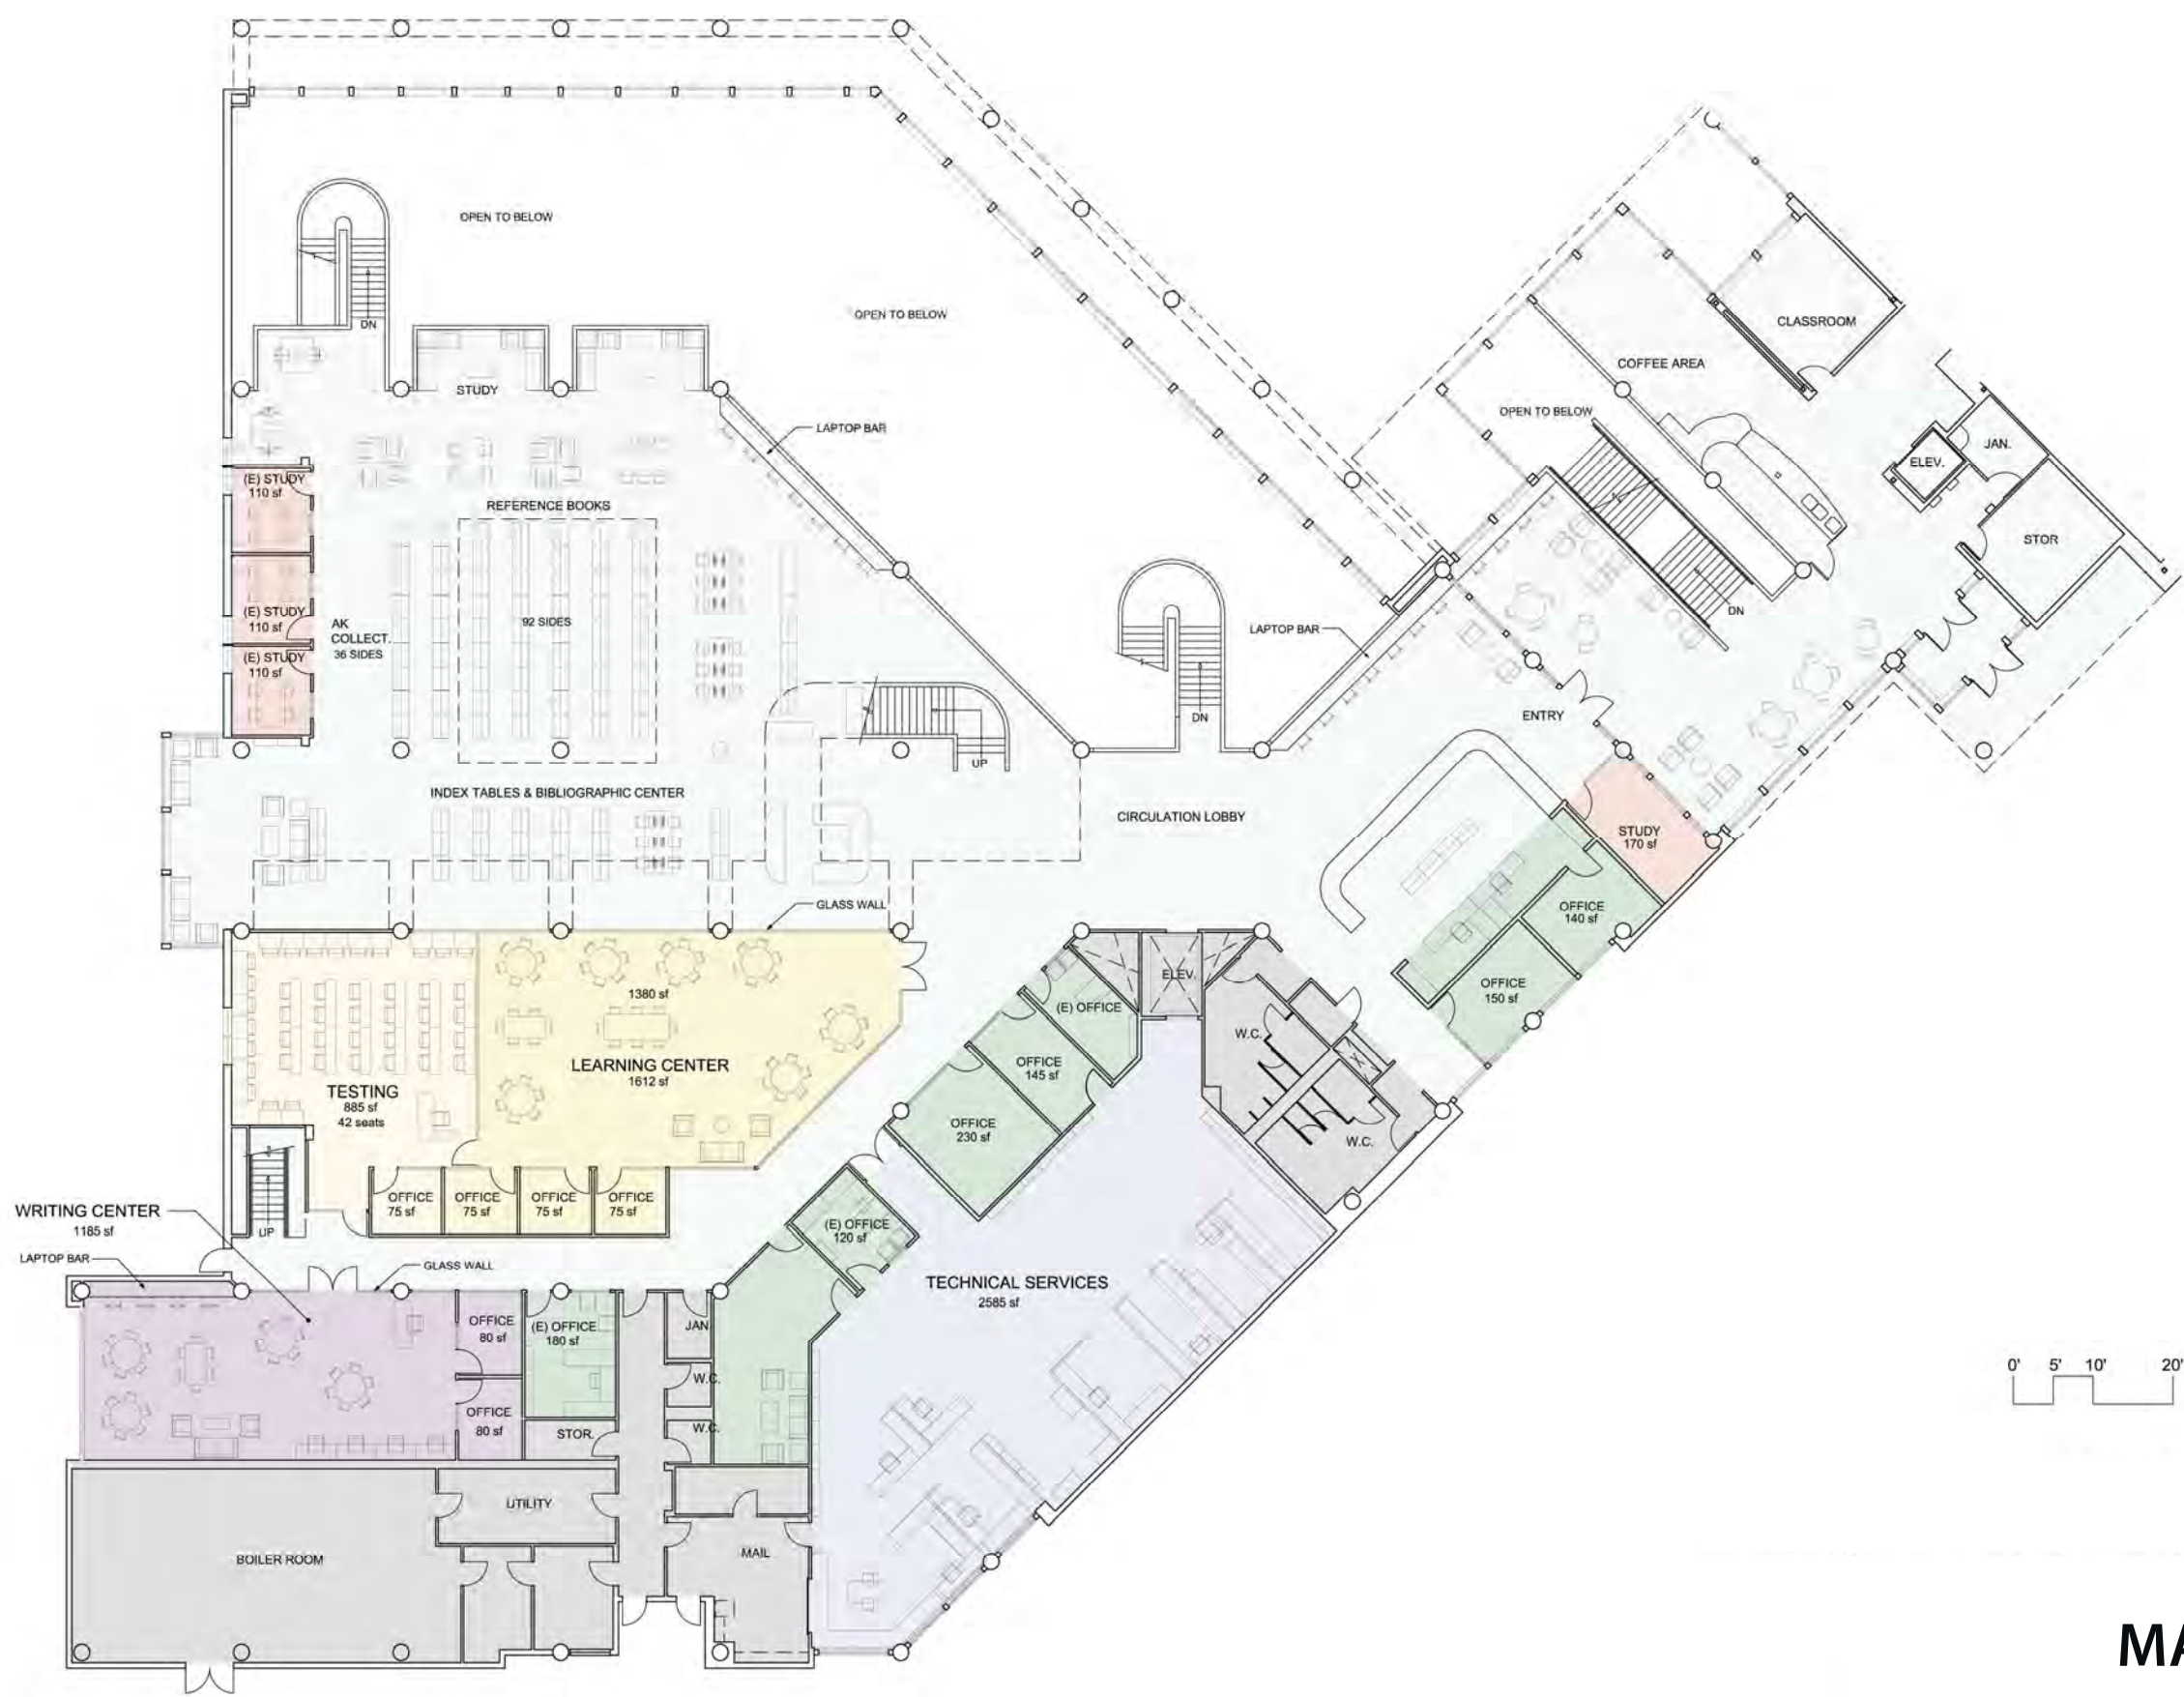 OPEN TO BELOW
OPEN TO BELOW
CLASSROOM
COFFEE AREA
DN
STUDY
OPEN TO BELOW
LAPTOP BAR
JAN.
ELEV.
(E) STUDY
110 sf
REFERENCE BOOKS
STOR
(E) STUDY
110 sf
AK
COLLECT.
36 SIDES
92 SIDES
DN
LAPTOP BAR
(E) STUDY
110 sf
DN
ENTRY
UP
INDEX TABLES & BIBLIOGRAPHIC CENTER
CIRCULATION LOBBY
STUDY
170 sf
GLASS WALL
OFFICE
140 sf
ELEV.
OFFICE
150 sf
1380 sf
(E) OFFICE
W.C.
LEARNING CENTER
1612 sf
OFFICE
145 sf
TESTING
885 sf
42 seats
OFFICE
230 sf
W.C.
OFFICE
75 sf
OFFICE
75 sf
OFFICE
75 sf
OFFICE
75 sf
WRITING CENTER
1185 sf
UP
(E) OFFICE
120 sf
LAPTOP BAR
GLASS WALL
TECHNICAL SERVICES
2585 sf
OFFICE
80 sf
(E) OFFICE
180 sf
JAN
0' 5' 10' 20'
W.C.
OFFICE
80 sf
STOR.
W.C.
UTILITY
BOILER ROOM
MAIL
MA